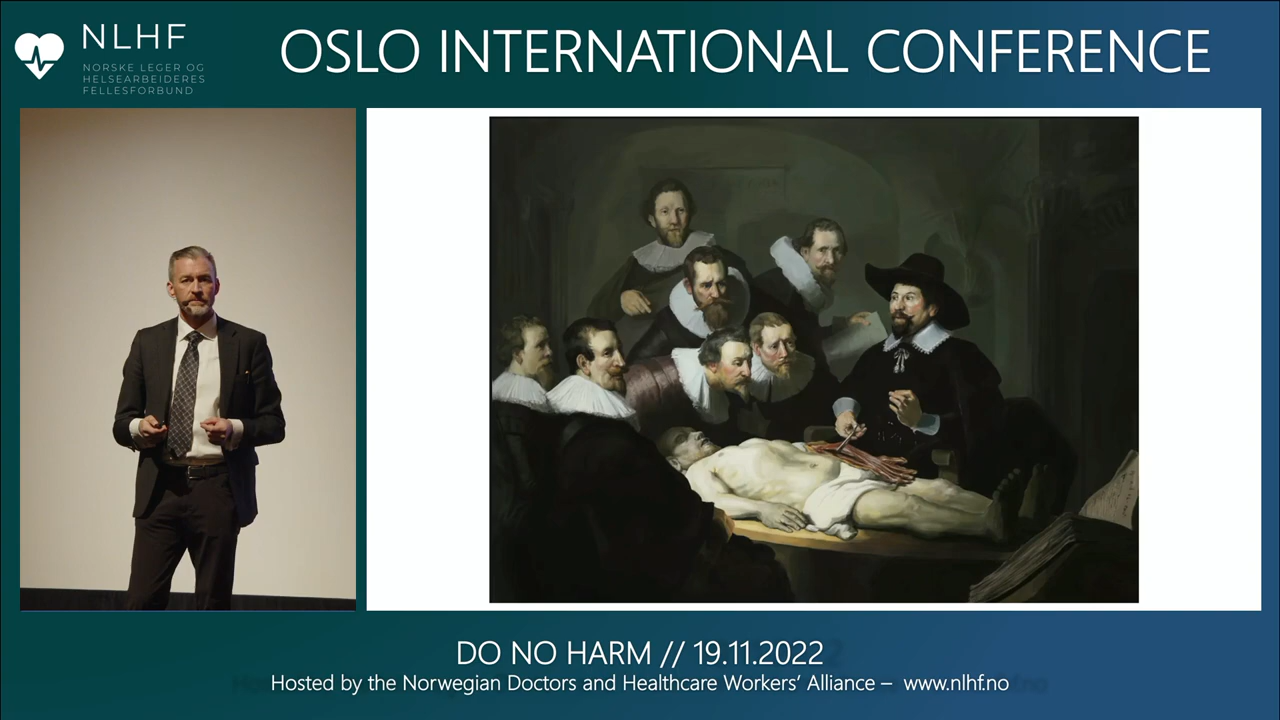 NLHF
NORSKE LEGER OG
HELSEARBEIDERES
FELLESFORBUND
OSLO INTERNATIONAL CONFERENCE
DO NO HARM // 19.11.2022
Hosted by the Norwegian Doctors and Healthcare Workers’ Alliance – www.nlhf.no